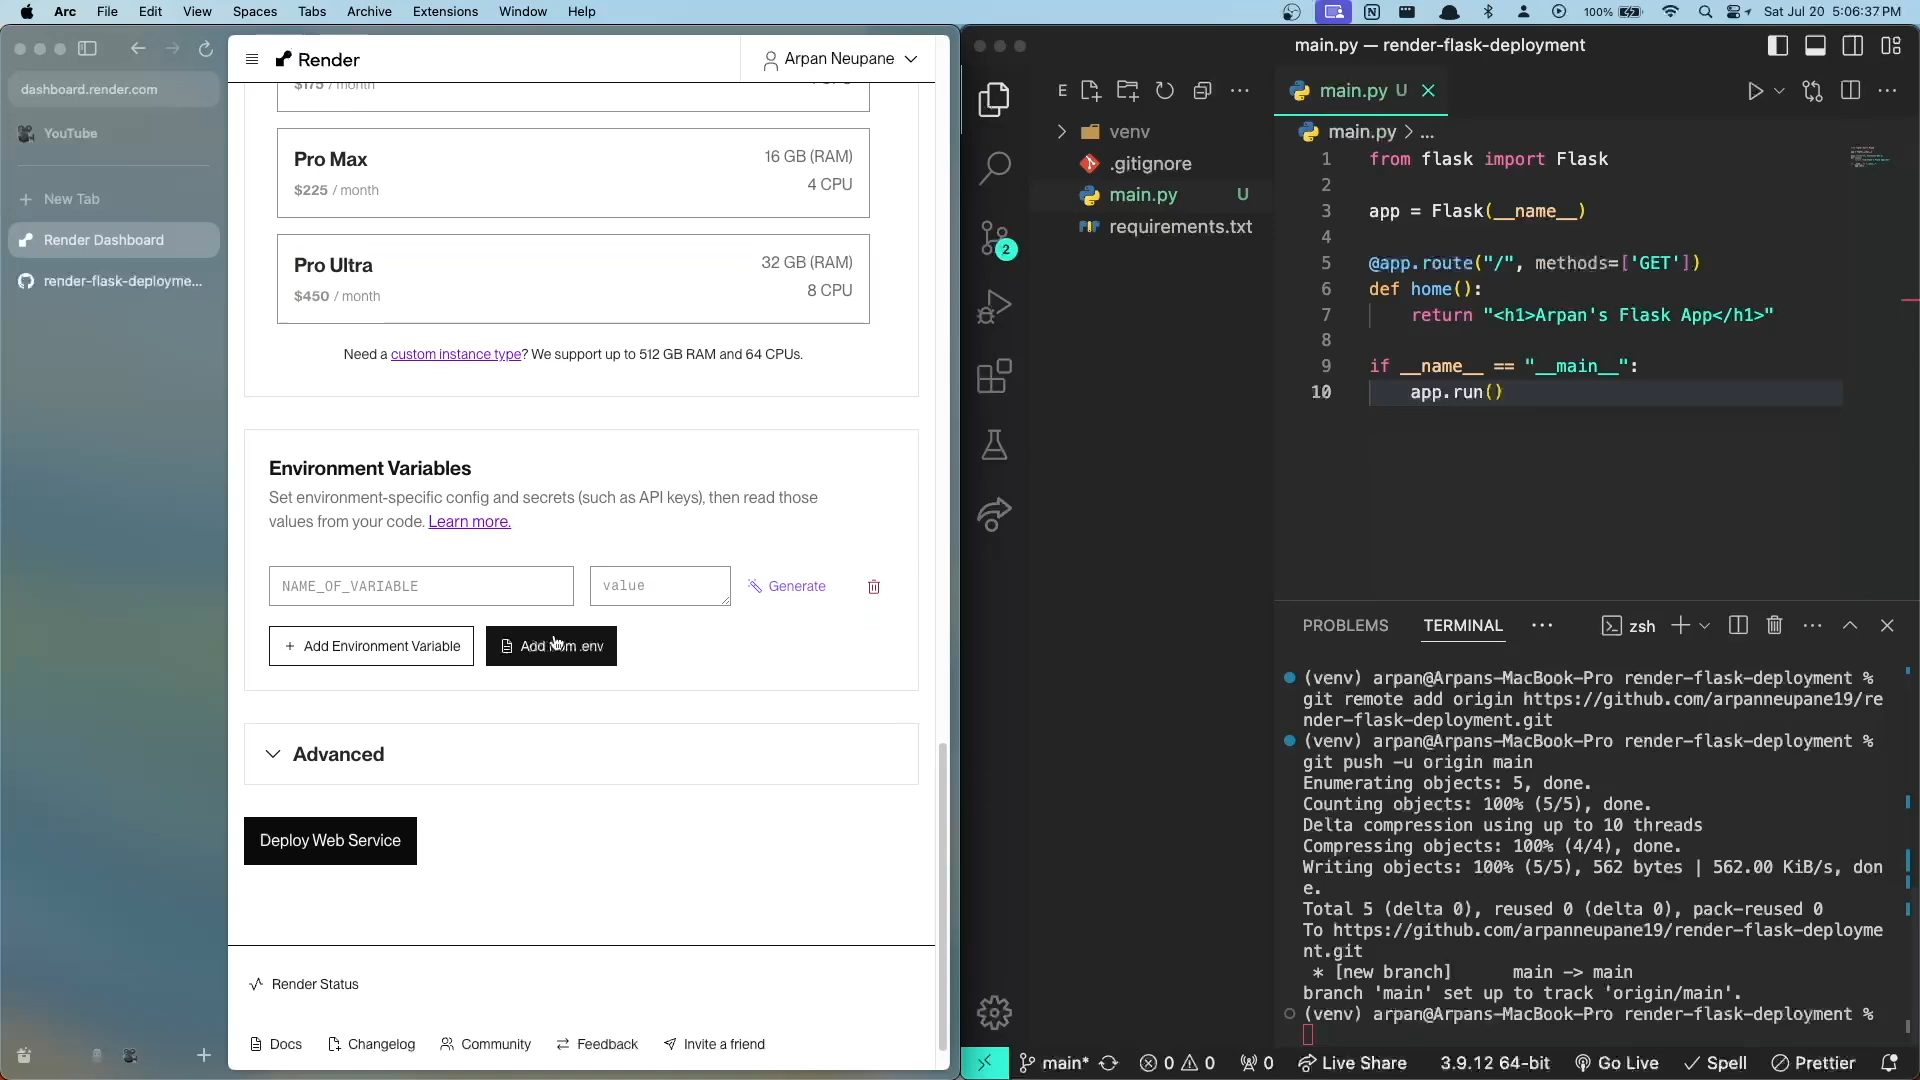 Arc File Edit View Spaces Tabs Archive Extensions Window Help
100% Sat Jul 20 5:06:37 PM
dashboard.render.com
YouTube
New Tab
Render Dashboard
render-flask-deployme...
Render
Arpan Neupane
$175 / month
Pro Max
16 GB (RAM)
$225 / month
4 CPU
Pro Ultra
32 GB (RAM)
$450 / month
8 CPU
Need a custom instance type? We support up to 512 GB RAM and 64 CPUs.
Environment Variables
Set environment-specific config and secrets (such as API keys), then read those
values from your code. Learn more.
NAME_OF_VARIABLE
value
Generate
+ Add Environment Variable
Add from .env
Advanced
Deploy Web Service
Render Status
Docs Changelog Community Feedback Invite a friend
main.py — render-flask-deployment
E
venv
.gitignore
main.py U
requirements.txt
2
main.py U
main.py > ...
1 from flask import Flask
2
3 app = Flask(__name__)
4
5 @app.route("/", methods=['GET'])
6 def home():
7 return "<h1>Arpan's Flask App</h1>"
8
9 if __name__ == "__main__":
10 app.run()
PROBLEMS TERMINAL ... zsh
(venv) arpan@Arpans-MacBook-Pro render-flask-deployment %
git remote add origin https://github.com/arpanneupane19/re
nder-flask-deployment.git
(venv) arpan@Arpans-MacBook-Pro render-flask-deployment %
git push -u origin main
Enumerating objects: 5, done.
Counting objects: 100% (5/5), done.
Delta compression using up to 10 threads
Compressing objects: 100% (4/4), done.
Writing objects: 100% (5/5), 562 bytes | 562.00 KiB/s, don
e.
Total 5 (delta 0), reused 0 (delta 0), pack-reused 0
To https://github.com/arpanneupane19/render-flask-deployme
nt.git
* [new branch] main -> main
branch 'main' set up to track 'origin/main'.
(venv) arpan@Arpans-MacBook-Pro render-flask-deployment %
main* 0 0 0 Live Share 3.9.12 64-bit Go Live Spell Prettier